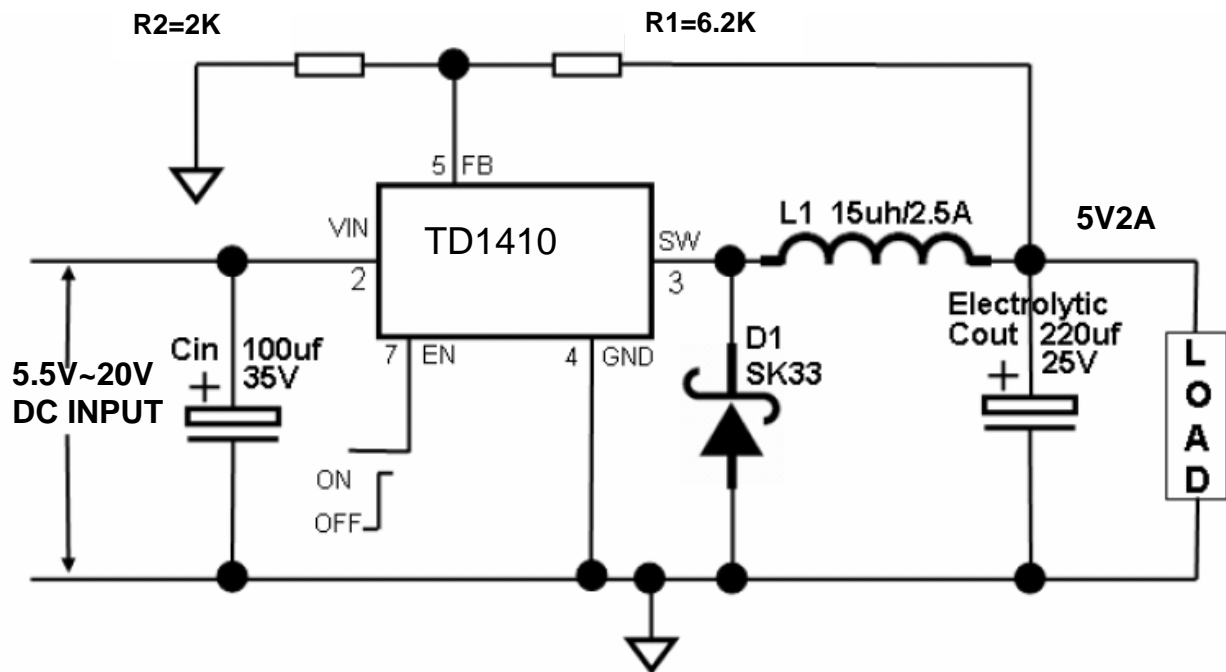 R2=2K
R1=6.2K
5 FB
VIN
TD1410
SW
2
3
L1 15uh/2.5A
5V2A
Cin 100uf
35V
7 EN
4 GND
D1
SK33
Electrolytic
Cout 220uf
25V
5.5V~20V
DC INPUT
ON
OFF
LOAD